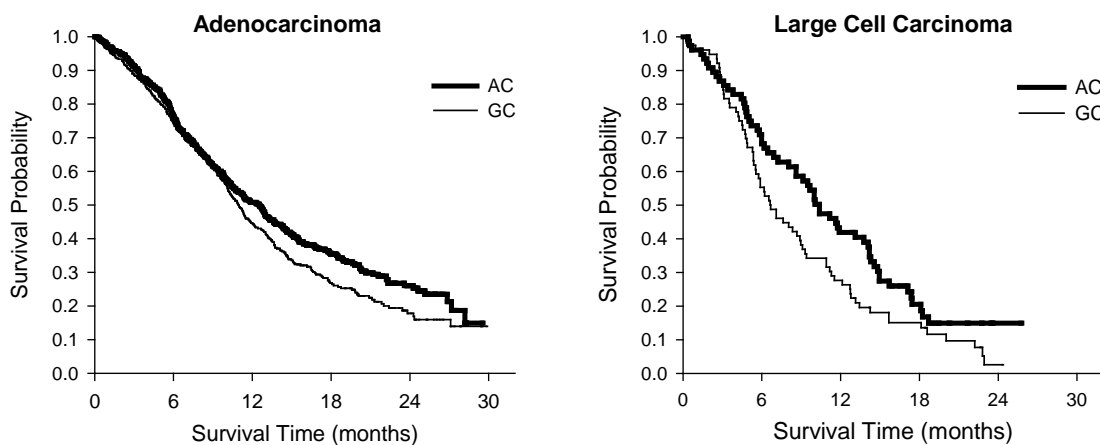 Adenocarcinoma
Survival Probability
1.0
0.9
0.8
0.7
0.6
0.5
0.4
0.3
0.2
0.1
0.0
AC
GC
0 6 12 18 24 30
Survival Time (months)
Large Cell Carcinoma
Survival Probability
1.0
0.9
0.8
0.7
0.6
0.5
0.4
0.3
0.2
0.1
0.0
AC
GC
0 6 12 18 24 30
Survival Time (months)